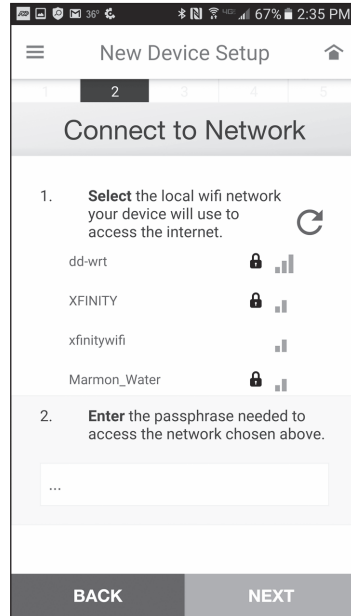 36° 67% 2:35 PM
New Device Setup
1 2 3 4 5
Connect to Network
1. Select the local wifi network
your device will use to
access the internet.
dd-wrt
XFINITY
xfinitywifi
Marmon_Water
2. Enter the passphrase needed to
access the network chosen above.
...
BACK NEXT